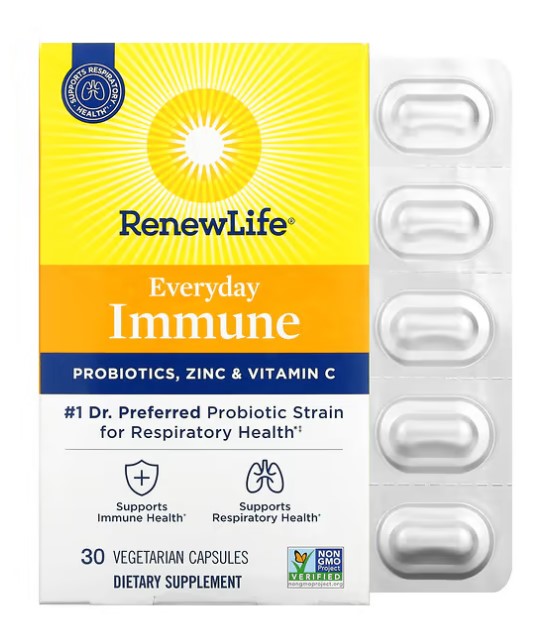 SUPPORTS RESPIRATORY
HEALTH*
RenewLife®
Everyday
Immune
PROBIOTICS, ZINC & VITAMIN C
#1 Dr. Preferred Probiotic Strain
for Respiratory Health*‡
Supports
Immune Health*
Supports
Respiratory Health*
30 VEGETARIAN CAPSULES
DIETARY SUPPLEMENT
NON
GMO
Project
VERIFIED
nongmoproject.org